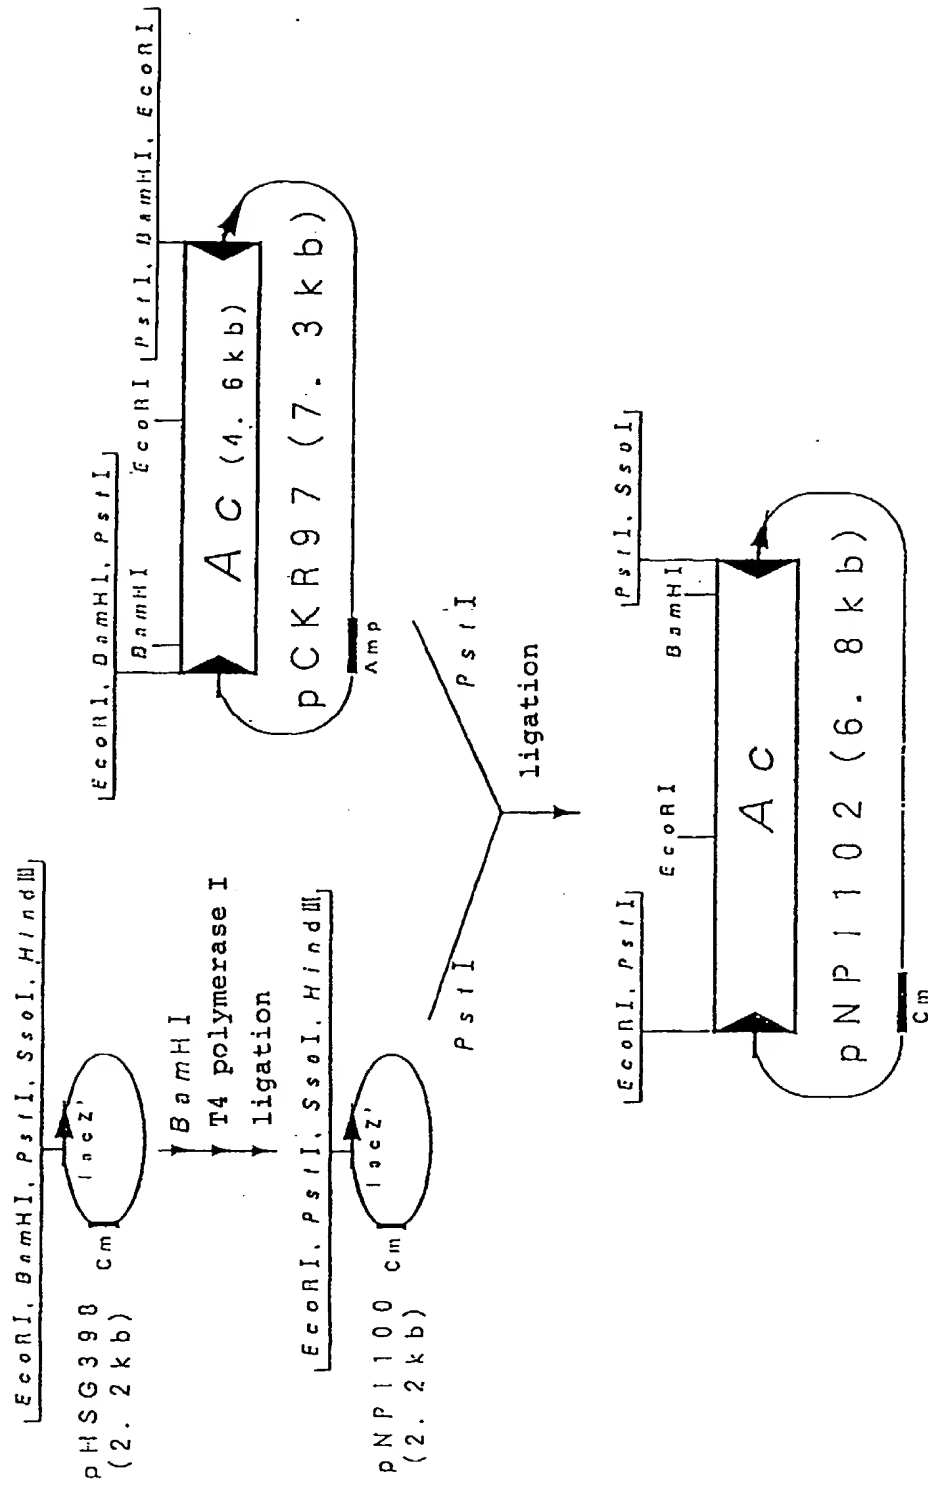 EcoRI, BamHI, PstI, SsoI, HindⅢ
lacZ'
Cm
pHSG398
(2.2kb)
BamHI
T4 polymerase I
ligation
EcoRI, PstI, SsoI, HindⅢ
lacZ'
Cm
pNPI100
(2.2kb)
EcoRI, BamHI, PstI
BamHI
EcoRI
PstI, BamHI, EcoRI
Ac (4.6kb)
pCKR97 (7.3kb)
Amp
PstI
PstI
ligation
EcoRI, PstI
EcoRI
BamHI
PstI, SsoI
Ac
pNPI102 (6.8kb)
Cm